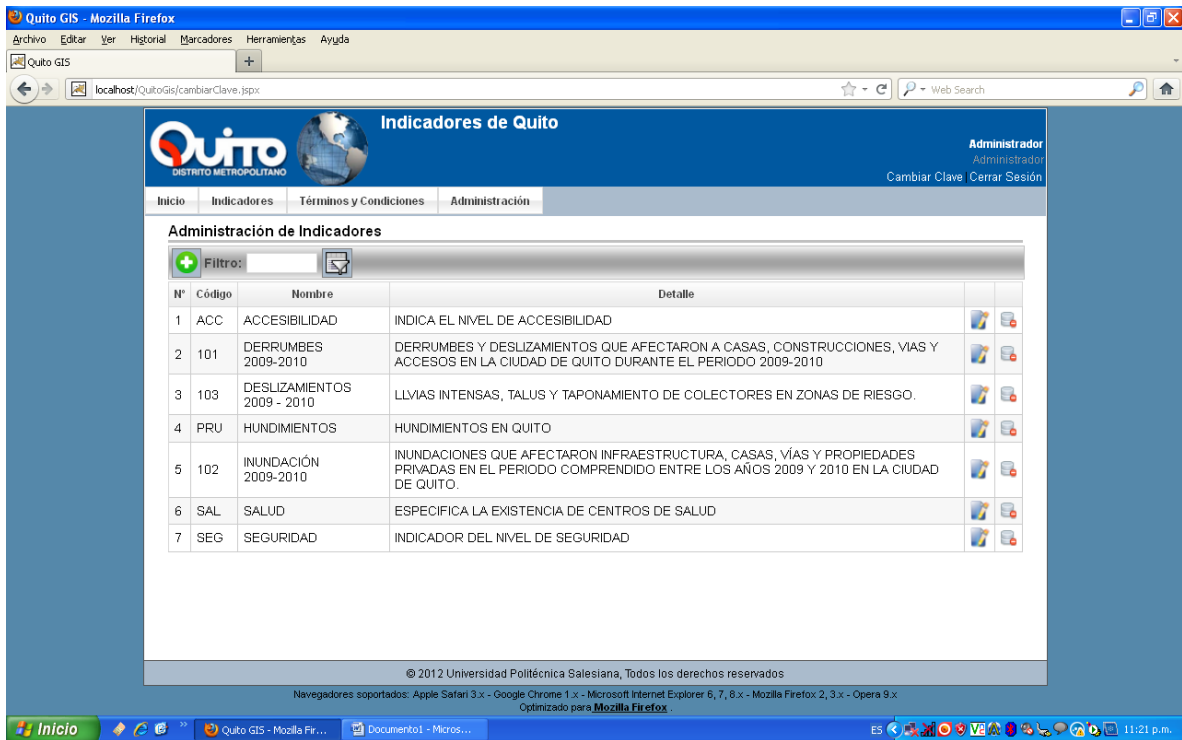 Quito GIS - Mozilla Firefox
Archivo Editar Ver Historial Marcadores Herramientas Ayuda
Quito GIS
localhost/QuitoGis/cambiarClave.jspx
Web Search
QUITO
DISTRITO METROPOLITANO
Indicadores de Quito
Administrador
Administrador
Cambiar Clave Cerrar Sesión
Inicio Indicadores Términos y Condiciones Administración
Administración de Indicadores
Filtro:
N° Código Nombre Detalle
1 ACC ACCESIBILIDAD INDICA EL NIVEL DE ACCESIBILIDAD
2 101 DERRUMBES 2009-2010 DERRUMBES Y DESLIZAMIENTOS QUE AFECTARON A CASAS, CONSTRUCCIONES, VIAS Y
ACCESOS EN LA CIUDAD DE QUITO DURANTE EL PERIODO 2009-2010
3 103 DESLIZAMIENTOS 2009 - 2010 LLVIAS INTENSAS, TALUS Y TAPONAMIENTO DE COLECTORES EN ZONAS DE RIESGO.
4 PRU HUNDIMIENTOS HUNDIMIENTOS EN QUITO
5 102 INUNDACIÓN 2009-2010 INUNDACIONES QUE AFECTARON INFRAESTRUCTURA, CASAS, VÍAS Y PROPIEDADES
PRIVADAS EN EL PERIODO COMPRENDIDO ENTRE LOS AÑOS 2009 Y 2010 EN LA CIUDAD
DE QUITO.
6 SAL SALUD ESPECIFICA LA EXISTENCIA DE CENTROS DE SALUD
7 SEG SEGURIDAD INDICADOR DEL NIVEL DE SEGURIDAD
© 2012 Universidad Politécnica Salesiana, Todos los derechos reservados
Navegadores soportados: Apple Safari 3.x - Google Chrome 1.x - Microsoft Internet Explorer 6, 7, 8.x - Mozilla Firefox 2, 3.x - Opera 9.x
Optimizado para Mozilla Firefox .
Inicio Quito GIS - Mozilla Fir... Documento1 - Micros... ES 11:21 p.m.